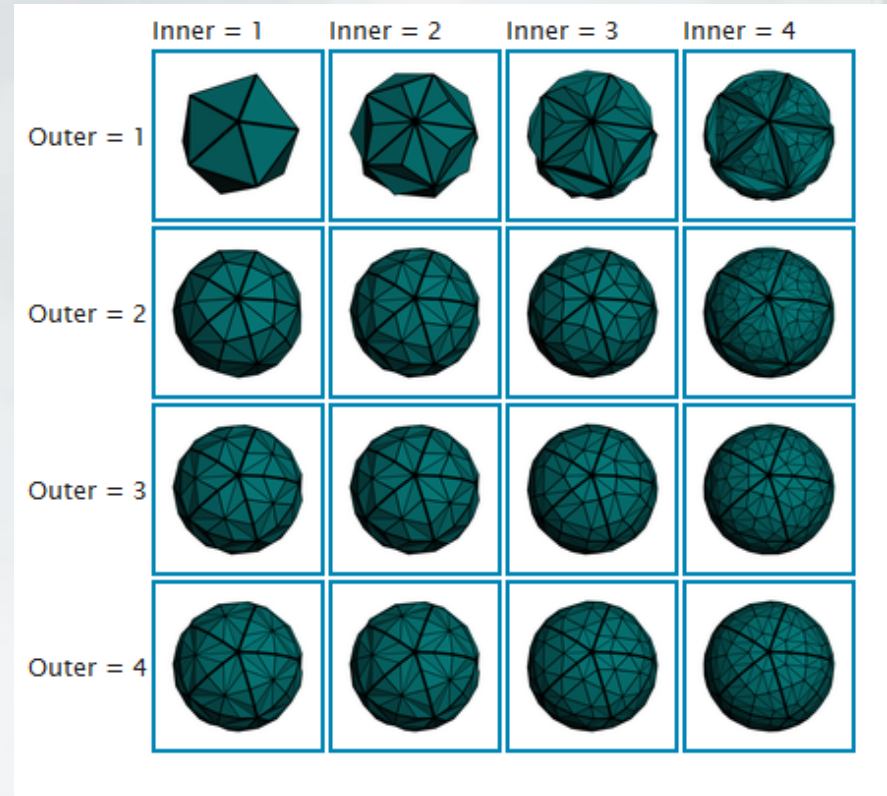 Inner = 1 Inner = 2 Inner = 3 Inner = 4
Outer = 1
Outer = 2
Outer = 3
Outer = 4